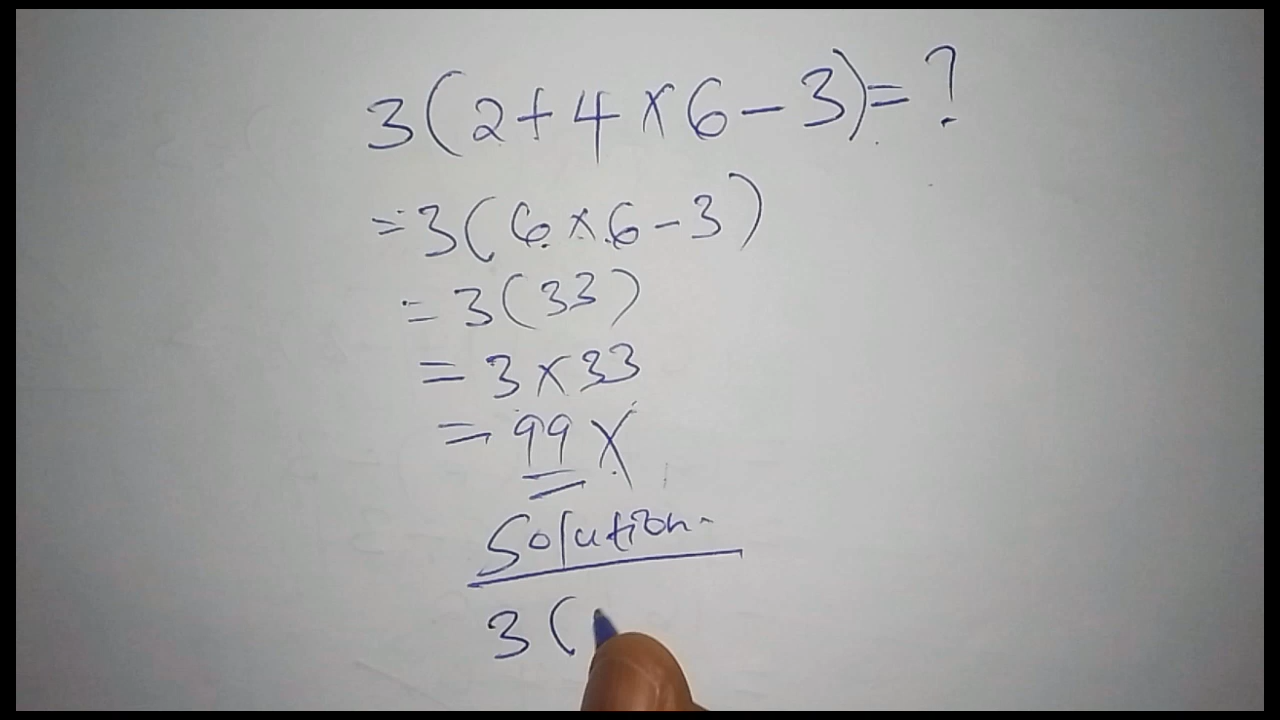 3(2+4×6-3)=?
=3(6×6-3)
=3(33)
=3×33
=99 X
Solution.
3(